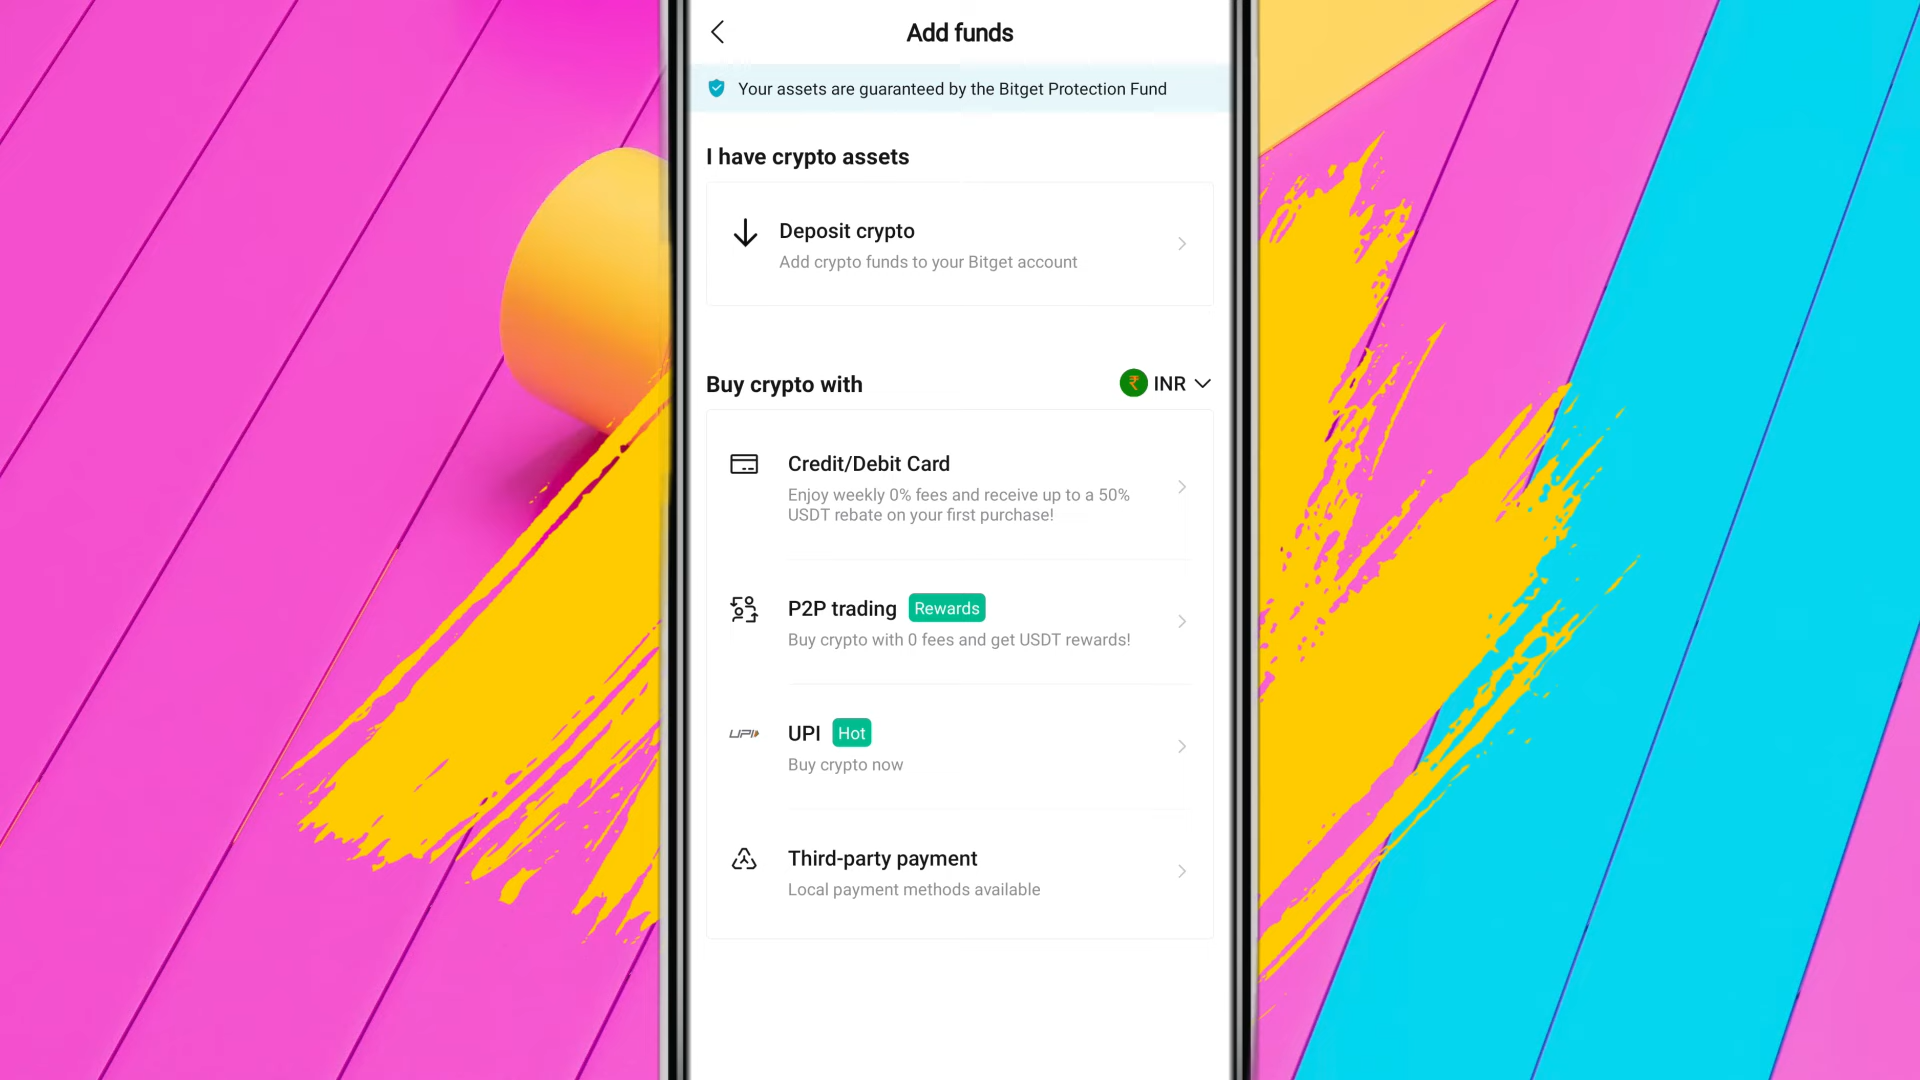 Add funds
Your assets are guaranteed by the Bitget Protection Fund
I have crypto assets
Deposit crypto
Add crypto funds to your Bitget account
Buy crypto with
₹ INR
Credit/Debit Card
Enjoy weekly 0% fees and receive up to a 50%
USDT rebate on your first purchase!
P2P trading Rewards
Buy crypto with 0 fees and get USDT rewards!
UPI UPI Hot
Buy crypto now
Third-party payment
Local payment methods available